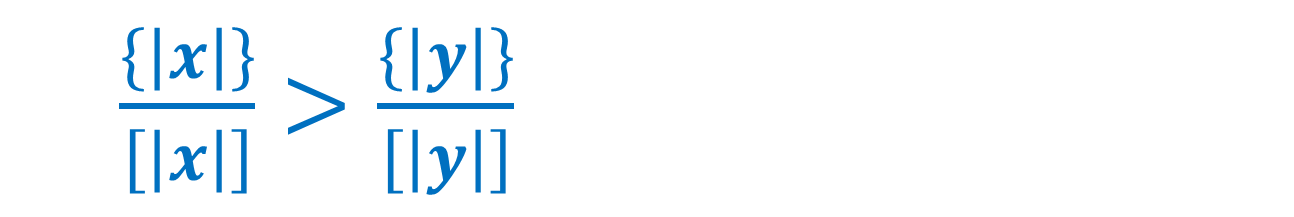 {|x|} / [|x|] > {|y|} / [|y|]